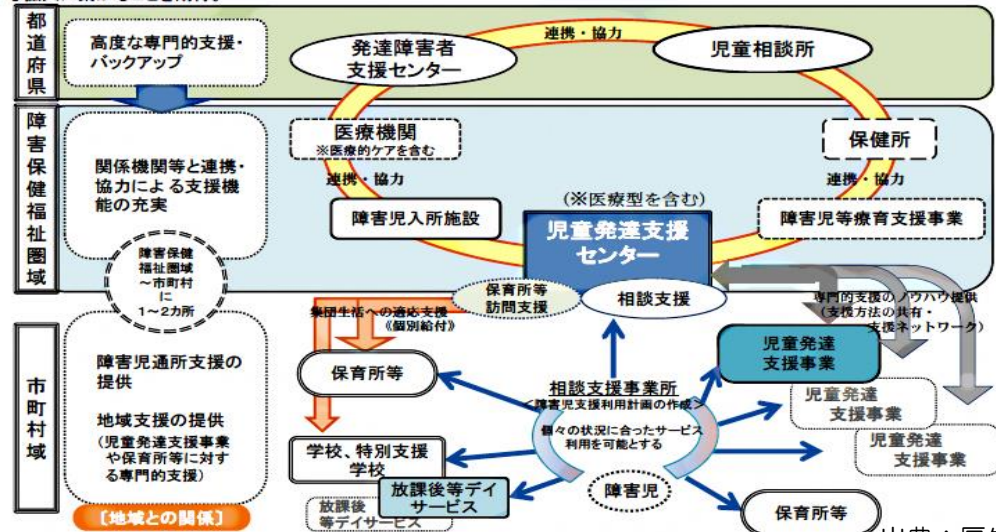 都道府県
高度な専門的支援・
バックアップ
発達障害者
支援センター
連携・協力
児童相談所
障害保健福祉圏域
関係機関等と連携・
協力による支援機
能の充実
医療機関
※医療的ケアを含む
保健所
連携・協力
連携・協力
障害児入所施設
(※医療型を含む)
児童発達支援
センター
障害児等療育支援事業
障害保健
福祉圏域
～市町村
に
1～2カ所
保育所等
訪問支援
相談支援
専門的支援のノウハウ提供
(支援方法の共有・
支援ネットワーク)
集団生活への適応支援
《個別給付》
市町村域
障害児通所支援の
提供
地域支援の提供
(児童発達支援事業
や保育所等に対す
る専門的支援)
[地域との関係]
保育所等
相談支援事業所
<障害児支援利用計画の作成>
個々の状況に合ったサービス
利用を可能とする
児童発達
支援事業
児童発達
支援事業
児童発達
支援事業
学校、特別支援
学校
放課後等デイ
サービス
放課後
等デイサービス
障害児
保育所等